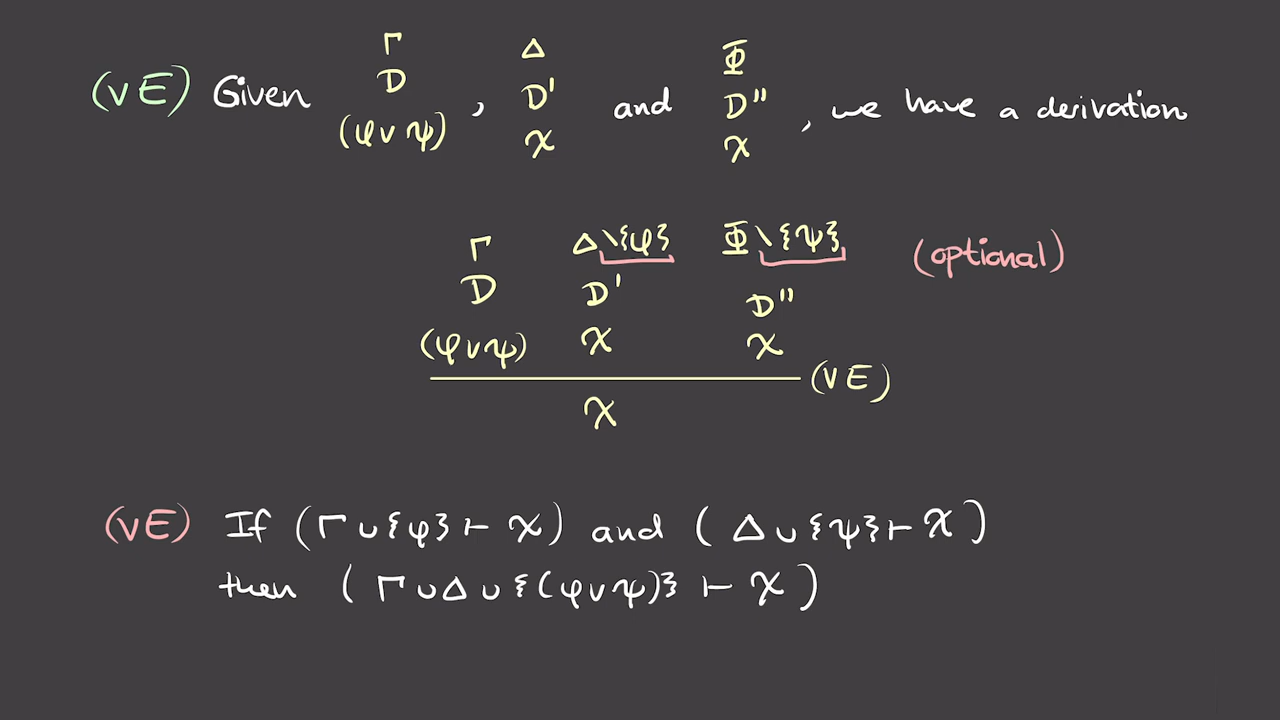 (∨E) Given Γ D (φ∨ψ) , Δ D' χ and Φ D'' χ , we have a derivation
Γ Δ\{φ} Φ\{ψ} (optional)
D D' D''
(φ∨ψ) χ χ (∨E)
χ
(∨E) If (Γ∪{φ} ⊢ χ) and (Δ∪{ψ} ⊢ χ)
then (Γ∪Δ∪{(φ∨ψ)} ⊢ χ)